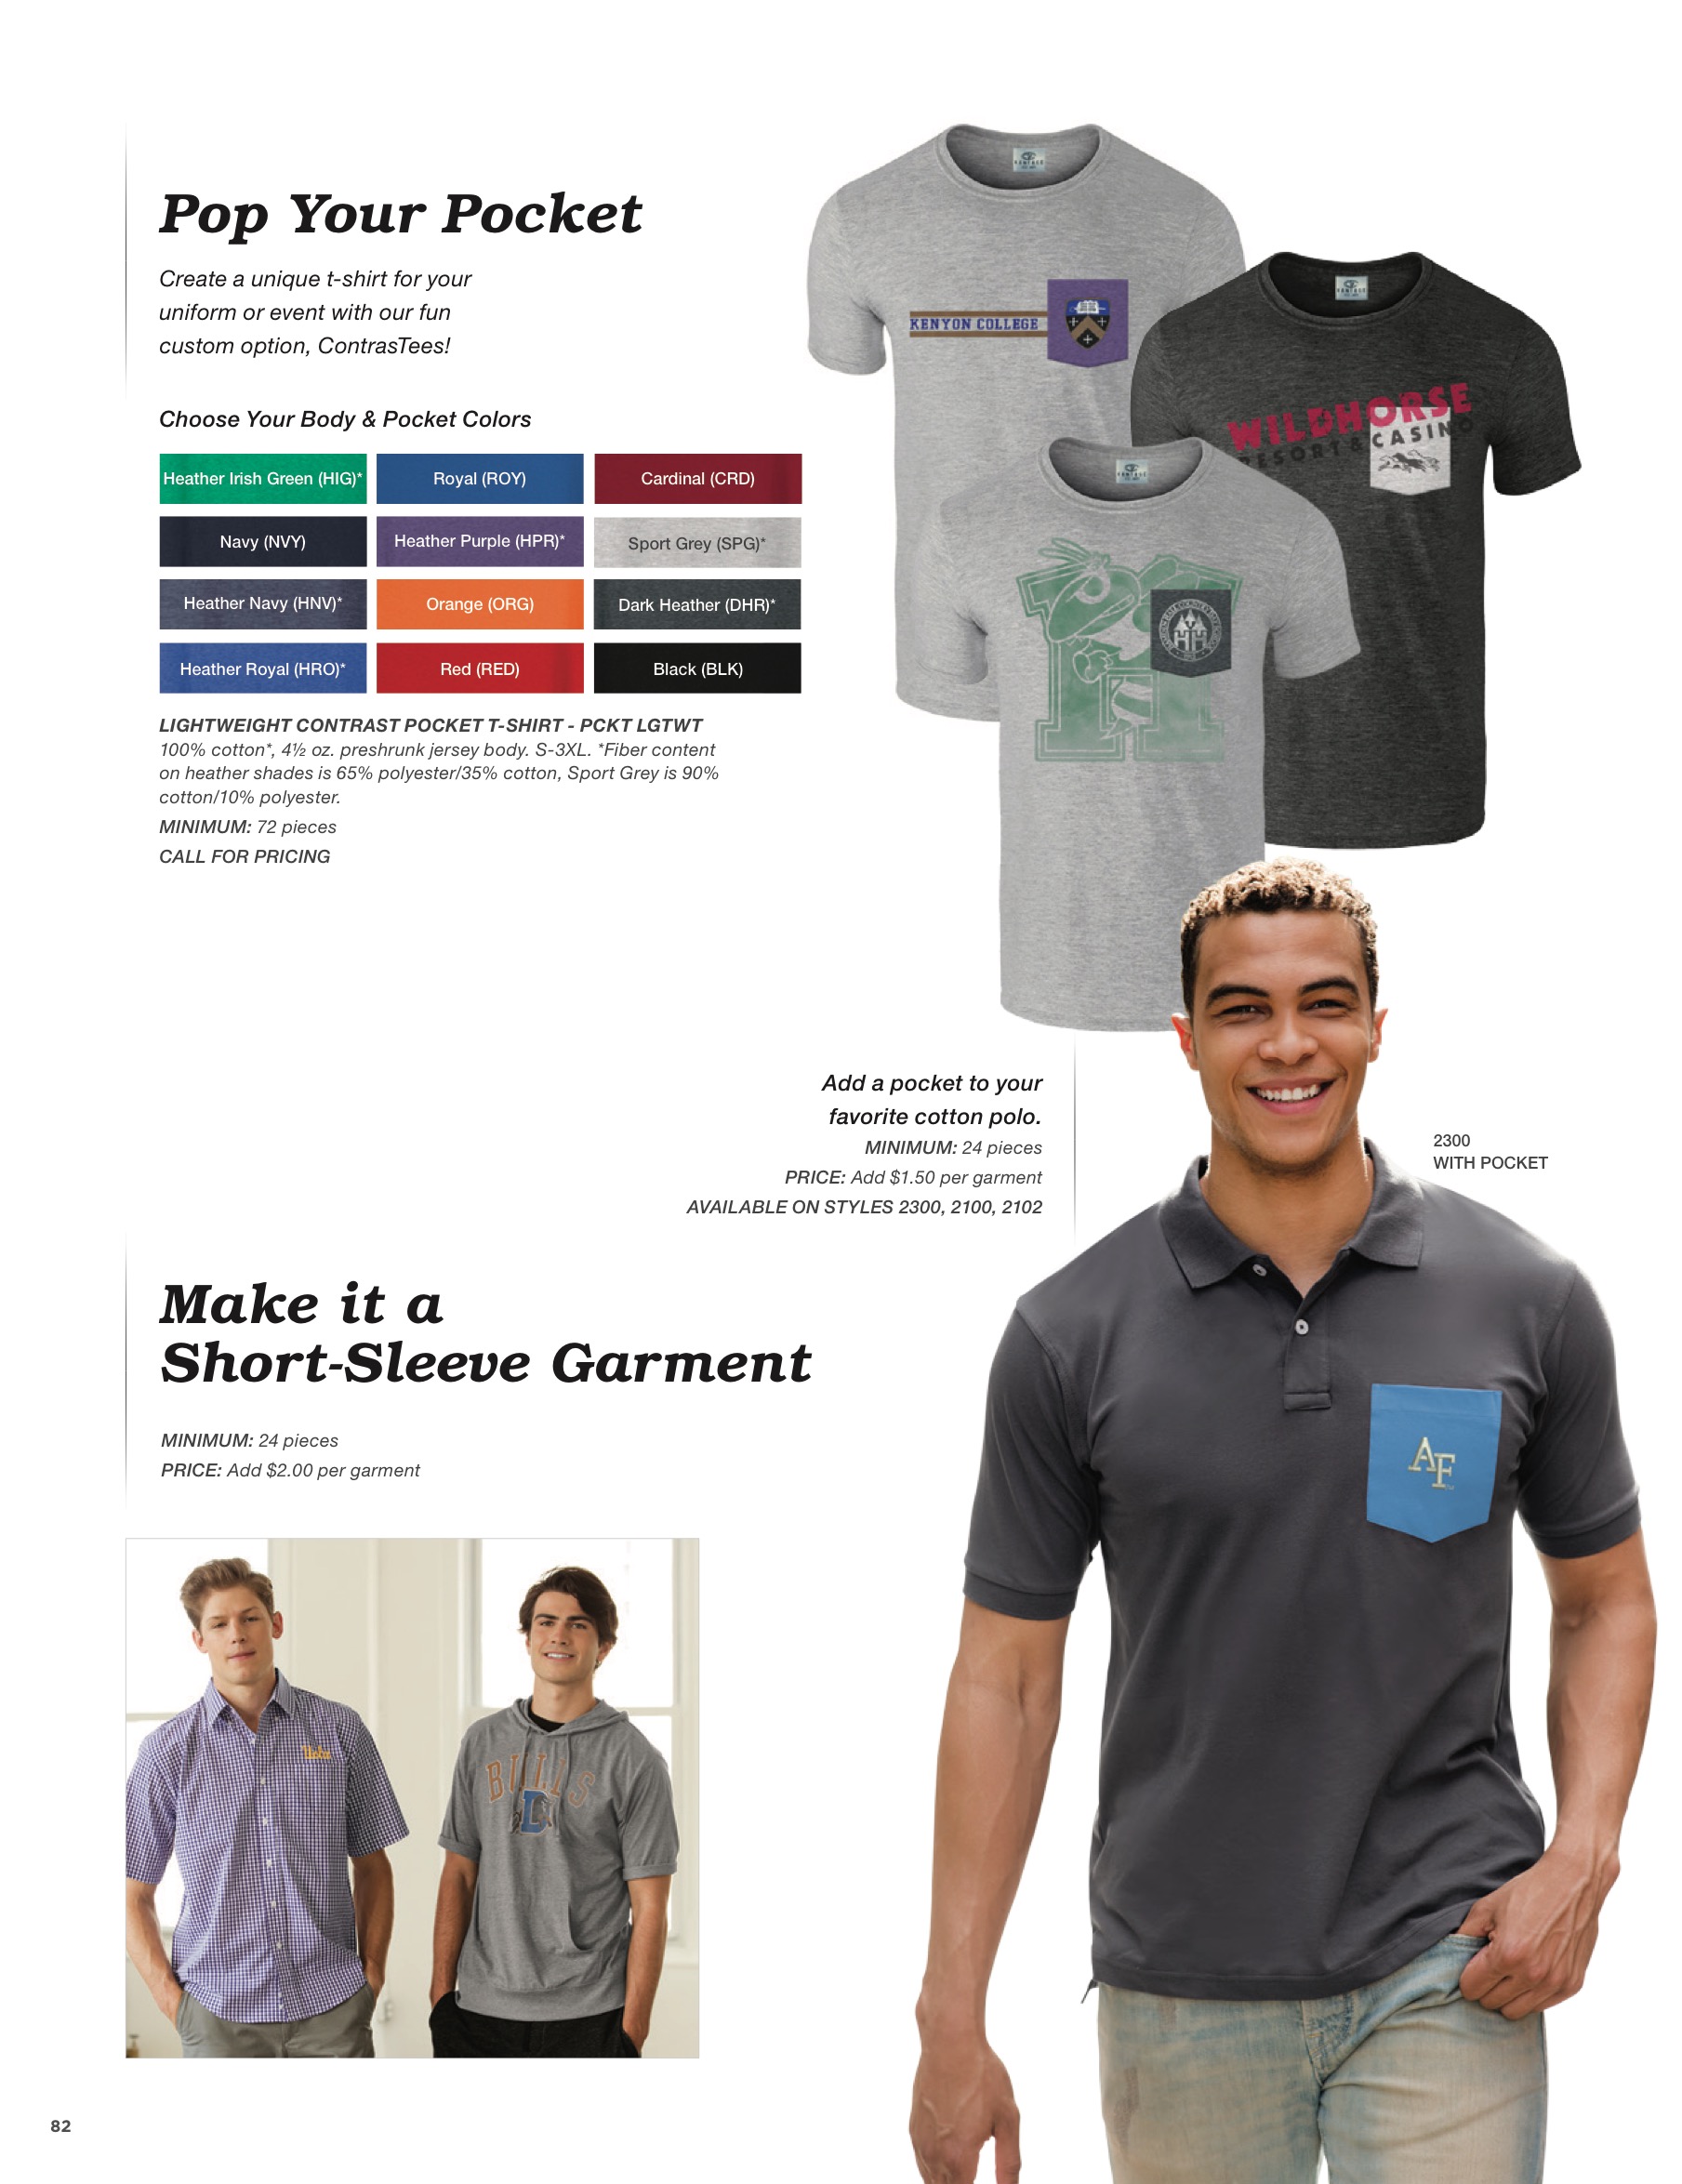 Pop Your Pocket
Create a unique t-shirt for your
uniform or event with our fun
custom option, ContrasTees!
Choose Your Body & Pocket Colors
Heather Irish Green (HIG)*
Royal (ROY)
Cardinal (CRD)
Navy (NVY)
Heather Purple (HPR)*
Sport Grey (SPG)*
Heather Navy (HNV)*
Orange (ORG)
Dark Heather (DHR)*
Heather Royal (HRO)*
Red (RED)
Black (BLK)
LIGHTWEIGHT CONTRAST POCKET T-SHIRT - PCKT LGTWT
100% cotton*, 4½ oz. preshrunk jersey body. S-3XL. *Fiber content
on heather shades is 65% polyester/35% cotton, Sport Grey is 90%
cotton/10% polyester.
MINIMUM: 72 pieces
CALL FOR PRICING
KENYON COLLEGE
WILDHORSE
RESORT & CASINO
H
Add a pocket to your
favorite cotton polo.
MINIMUM: 24 pieces
PRICE: Add $1.50 per garment
AVAILABLE ON STYLES 2300, 2100, 2102
2300
WITH POCKET
AF
Make it a
Short-Sleeve Garment
MINIMUM: 24 pieces
PRICE: Add $2.00 per garment
Ucla
BULLS
D
82